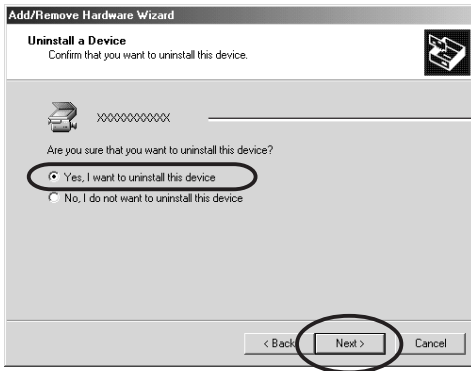 Add/Remove Hardware Wizard
Uninstall a Device
Confirm that you want to uninstall this device.
XXXXXXXXXXX
Are you sure that you want to uninstall this device?
Yes, I want to uninstall this device
No, I do not want to uninstall this device
< Back
Next >
Cancel